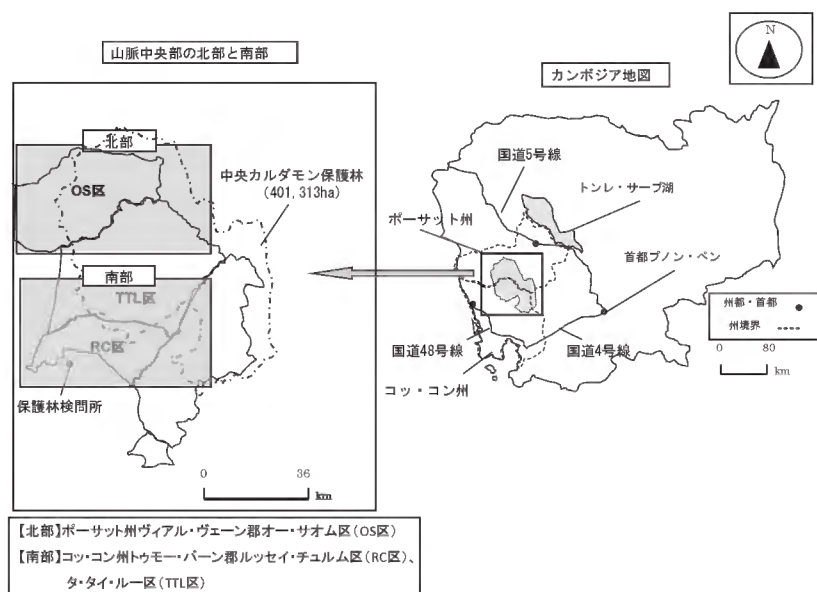 山脈中央部の北部と南部
カンボジア地図
N
北部
OS区
中央カルダモン保護林
(401,313ha)
南部
TTL区
RC区
保護林検問所
0 36
km
国道5号線
トンレ・サープ湖
ポーサット州
首都プノン・ペン
国道48号線
国道4号線
コッ・コン州
州都・首都
州境界
0 80
km
【北部】ポーサット州ヴィアル・ヴェーン郡オー・サオム区(OS区)
【南部】コッ・コン州トゥモー・バーン郡ルッセイ・チュルム区(RC区)、
タ・タイ・ルー区(TTL区)